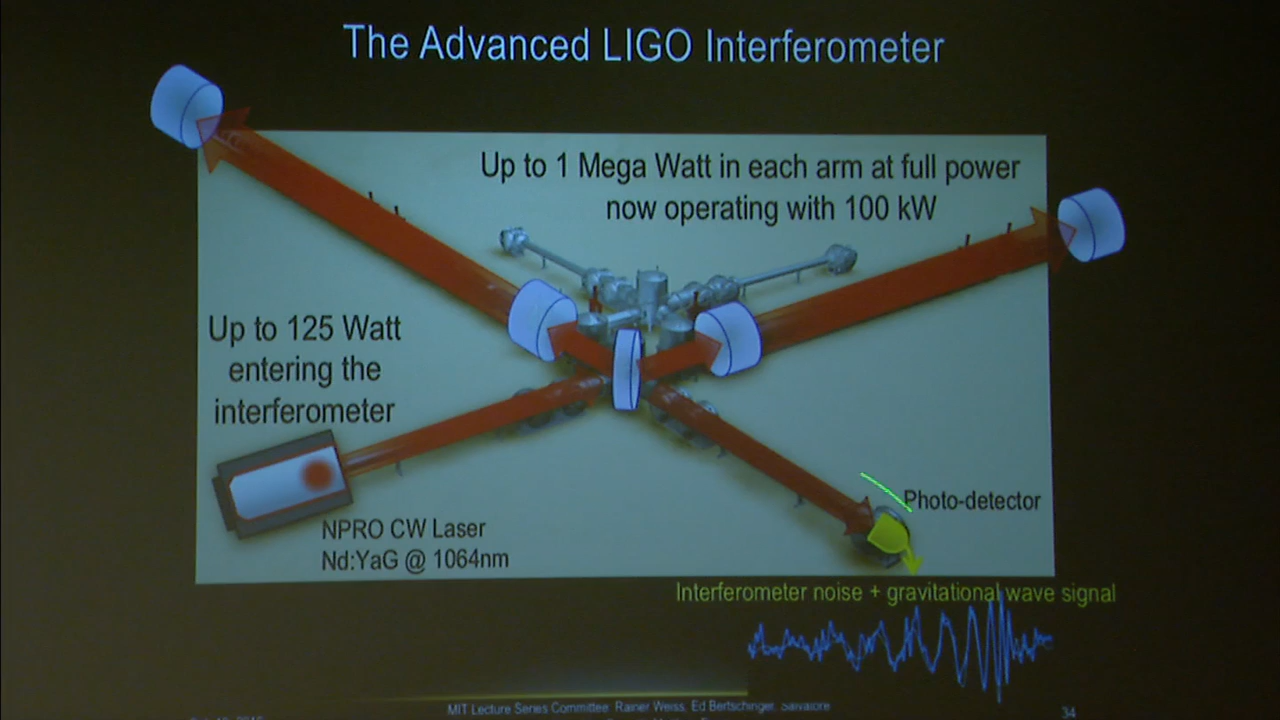 The Advanced LIGO Interferometer
Up to 1 Mega Watt in each arm at full power
now operating with 100 kW
Up to 125 Watt
entering the
interferometer
Photo-detector
NPRO CW Laser
Nd:YaG @ 1064nm
Interferometer noise + gravitational wave signal
MIT Lecture Series Committee Rainer Weiss, Ed Bertschinger, Salvatore
34